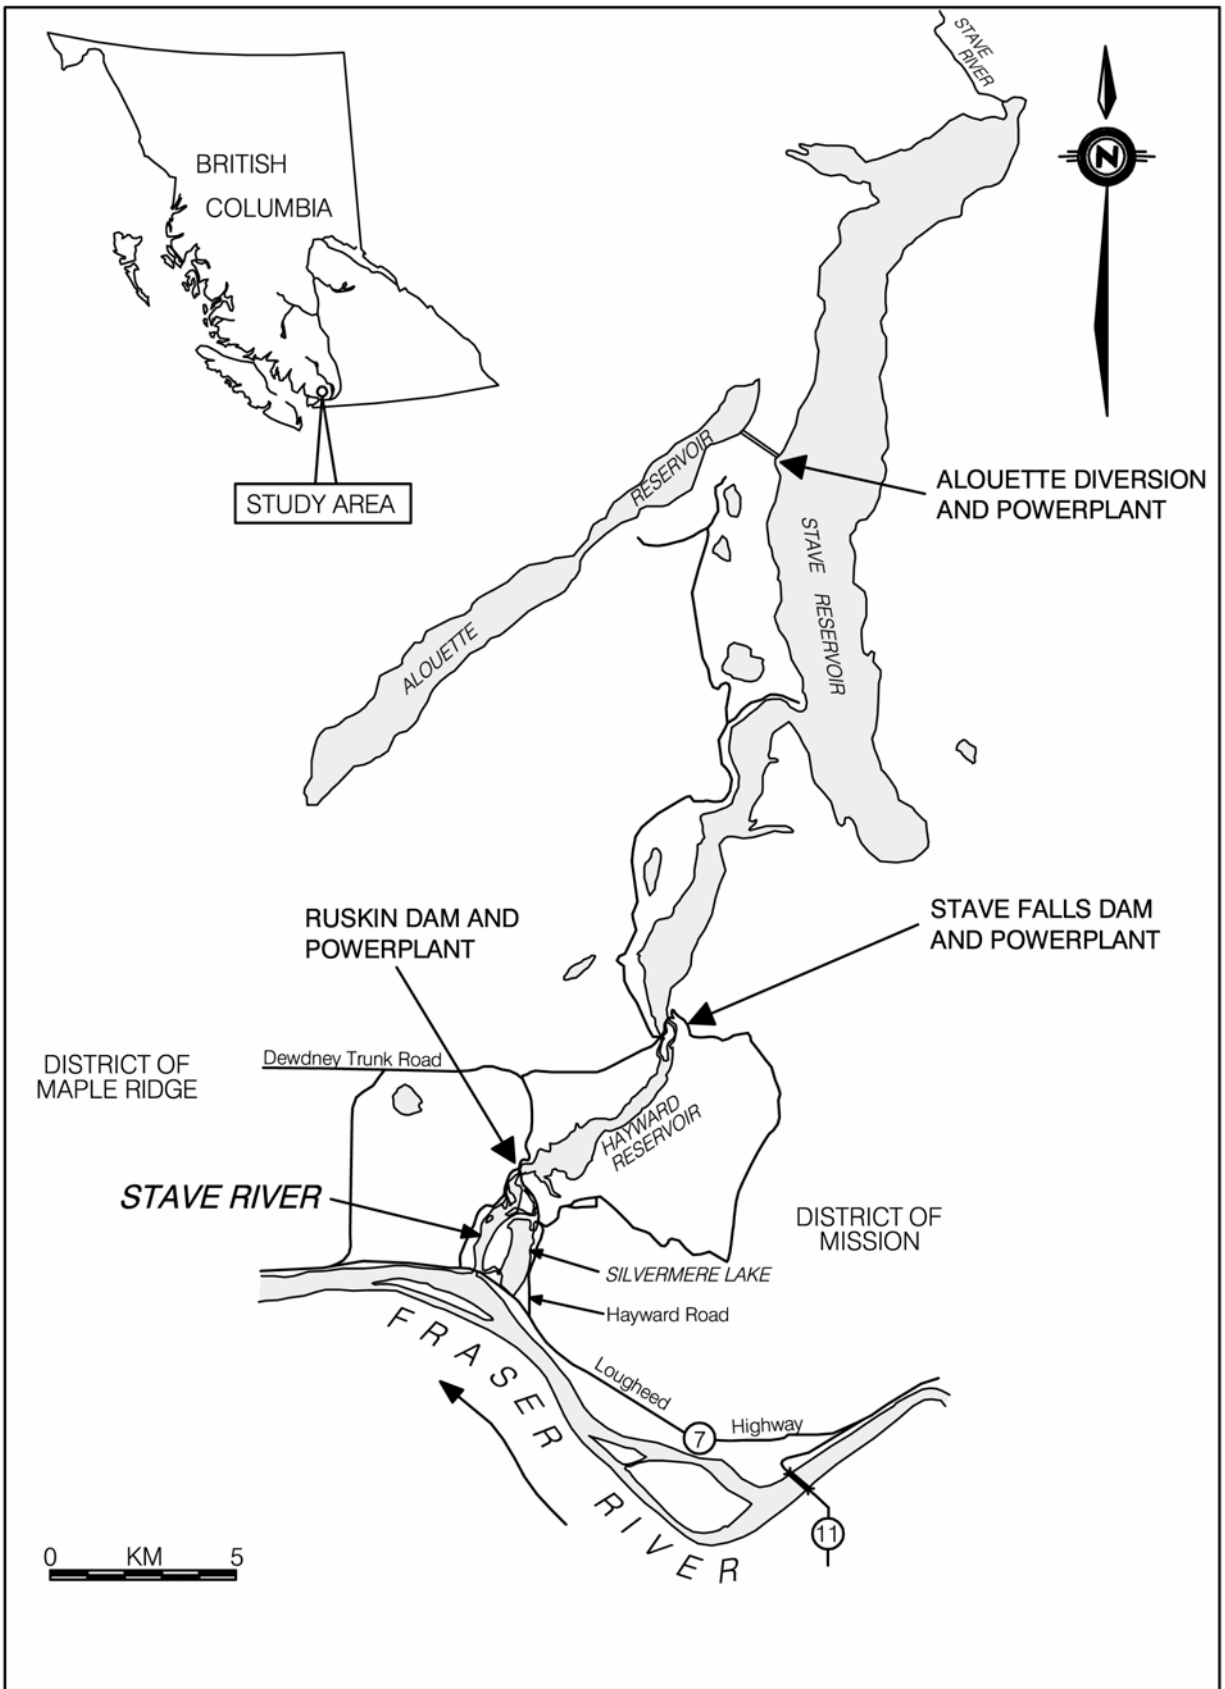 STAVE
RIVER
N
BRITISH
COLUMBIA
STUDY AREA
ALOUETTE DIVERSION
AND POWERPLANT
RESERVOIR
ALOUETTE
STAVE RESERVOIR
RUSKIN DAM AND
POWERPLANT
STAVE FALLS DAM
AND POWERPLANT
DISTRICT OF
MAPLE RIDGE
Dewdney Trunk Road
HAYWARD
RESERVOIR
STAVE RIVER
DISTRICT OF
MISSION
SILVERMERE LAKE
Hayward Road
FRASER RIVER
Lougheed
7
Highway
11
0 KM 5